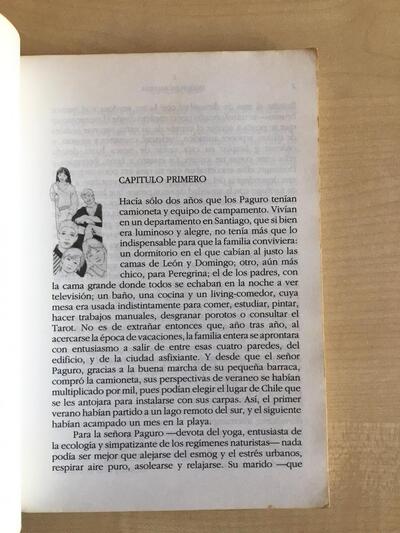 CAPITULO PRIMERO
Hacía sólo dos años que los Paguro tenían
camioneta y equipo de campamento. Vivían
en un departamento en Santiago, que si bien
era luminoso y alegre, no tenía más que lo
indispensable para que la familia conviviera:
un dormitorio en el que cabían al justo las
camas de León y Domingo; otro, aún más
chico, para Peregrina; el de los padres, con
la cama grande donde todos se echaban en la noche a ver
televisión; un baño, una cocina y un living-comedor, cuya
mesa era usada indistintamente para comer, estudiar, pintar,
hacer trabajos manuales, desgranar porotos o consultar el
Tarot. No es de extrañar entonces que, año tras año, al
acercarse la época de vacaciones, la familia entera se aprontara
con entusiasmo a salir de entre esas cuatro paredes, del
edificio, y de la ciudad asfixiante. Y desde que el señor
Paguro, gracias a la buena marcha de su pequeña barraca,
compró la camioneta, sus perspectivas de veraneo se habían
multiplicado por mil, pues podían elegir el lugar de Chile que
se les antojara para instalarse con sus carpas. Así, el primer
verano habían partido a un lago remoto del sur, y el siguiente
habían acampado un mes en la playa.
Para la señora Paguro —devota del yoga, entusiasta de
la ecología y simpatizante de los regímenes naturistas— nada
podía ser mejor que alejarse del esmog y el estrés urbanos,
respirar aire puro, asolearse y relajarse. Su marido —que